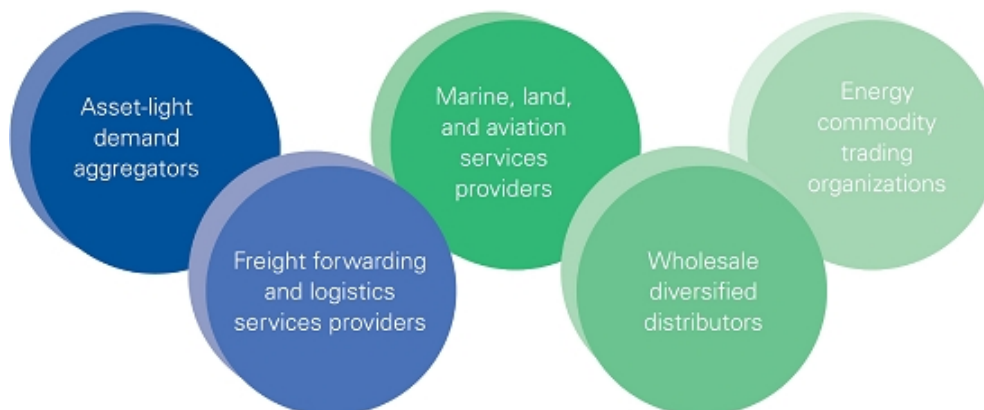 Asset-light
demand
aggregators
Freight forwarding
and logistics
services providers
Marine, land,
and aviation
services
providers
Wholesale
diversified
distributors
Energy
commodity
trading
organizations